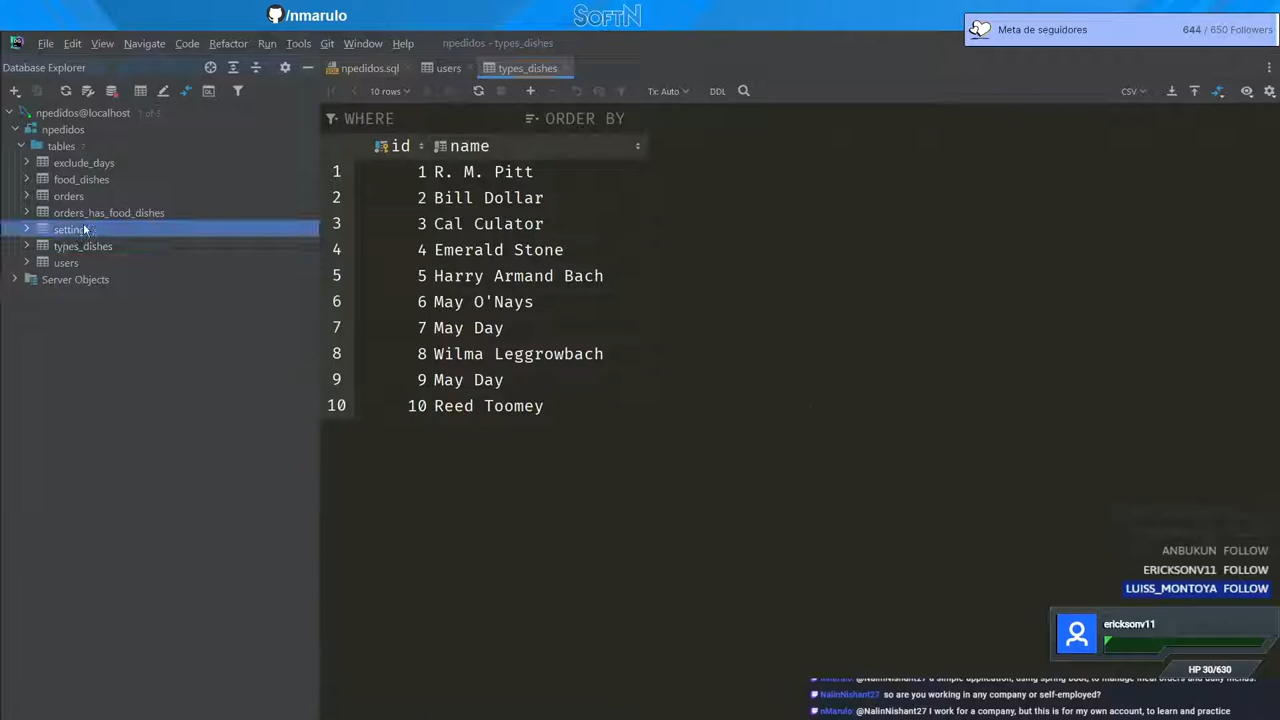 /nmarulo
SOFTN
Meta de seguidores 644 / 650 Followers
File Edit View Navigate Code Refactor Run Tools Git Window Help npedidos - types_dishes
Database Explorer
npedidos.sql users types_dishes
10 rows Tx: Auto DDL CSV
npedidos@localhost 1 of 5
WHERE ORDER BY
npedidos
tables 7
exclude_days
food_dishes
orders
orders_has_food_dishes
types_dishes
users
Server Objects
id name
1 1 R. M. Pitt
2 2 Bill Dollar
3 3 Cal Culator
4 4 Emerald Stone
5 5 Harry Armand Bach
6 6 May O'Nays
7 7 May Day
8 8 Wilma Leggrowbach
9 9 May Day
10 10 Reed Toomey
ANBUKUN FOLLOW
ERICKSONV11 FOLLOW
LUISS_MONTOYA FOLLOW
ericksonv11
HP 30/630
nMarulo: @NalinNishant27 a simple application, using spring boot, to manage meal orders and daily menus.
NalinNishant27 so are you working in any company or self-employed?
nMarulo: @NalinNishant27 I work for a company, but this is for my own account, to learn and practice